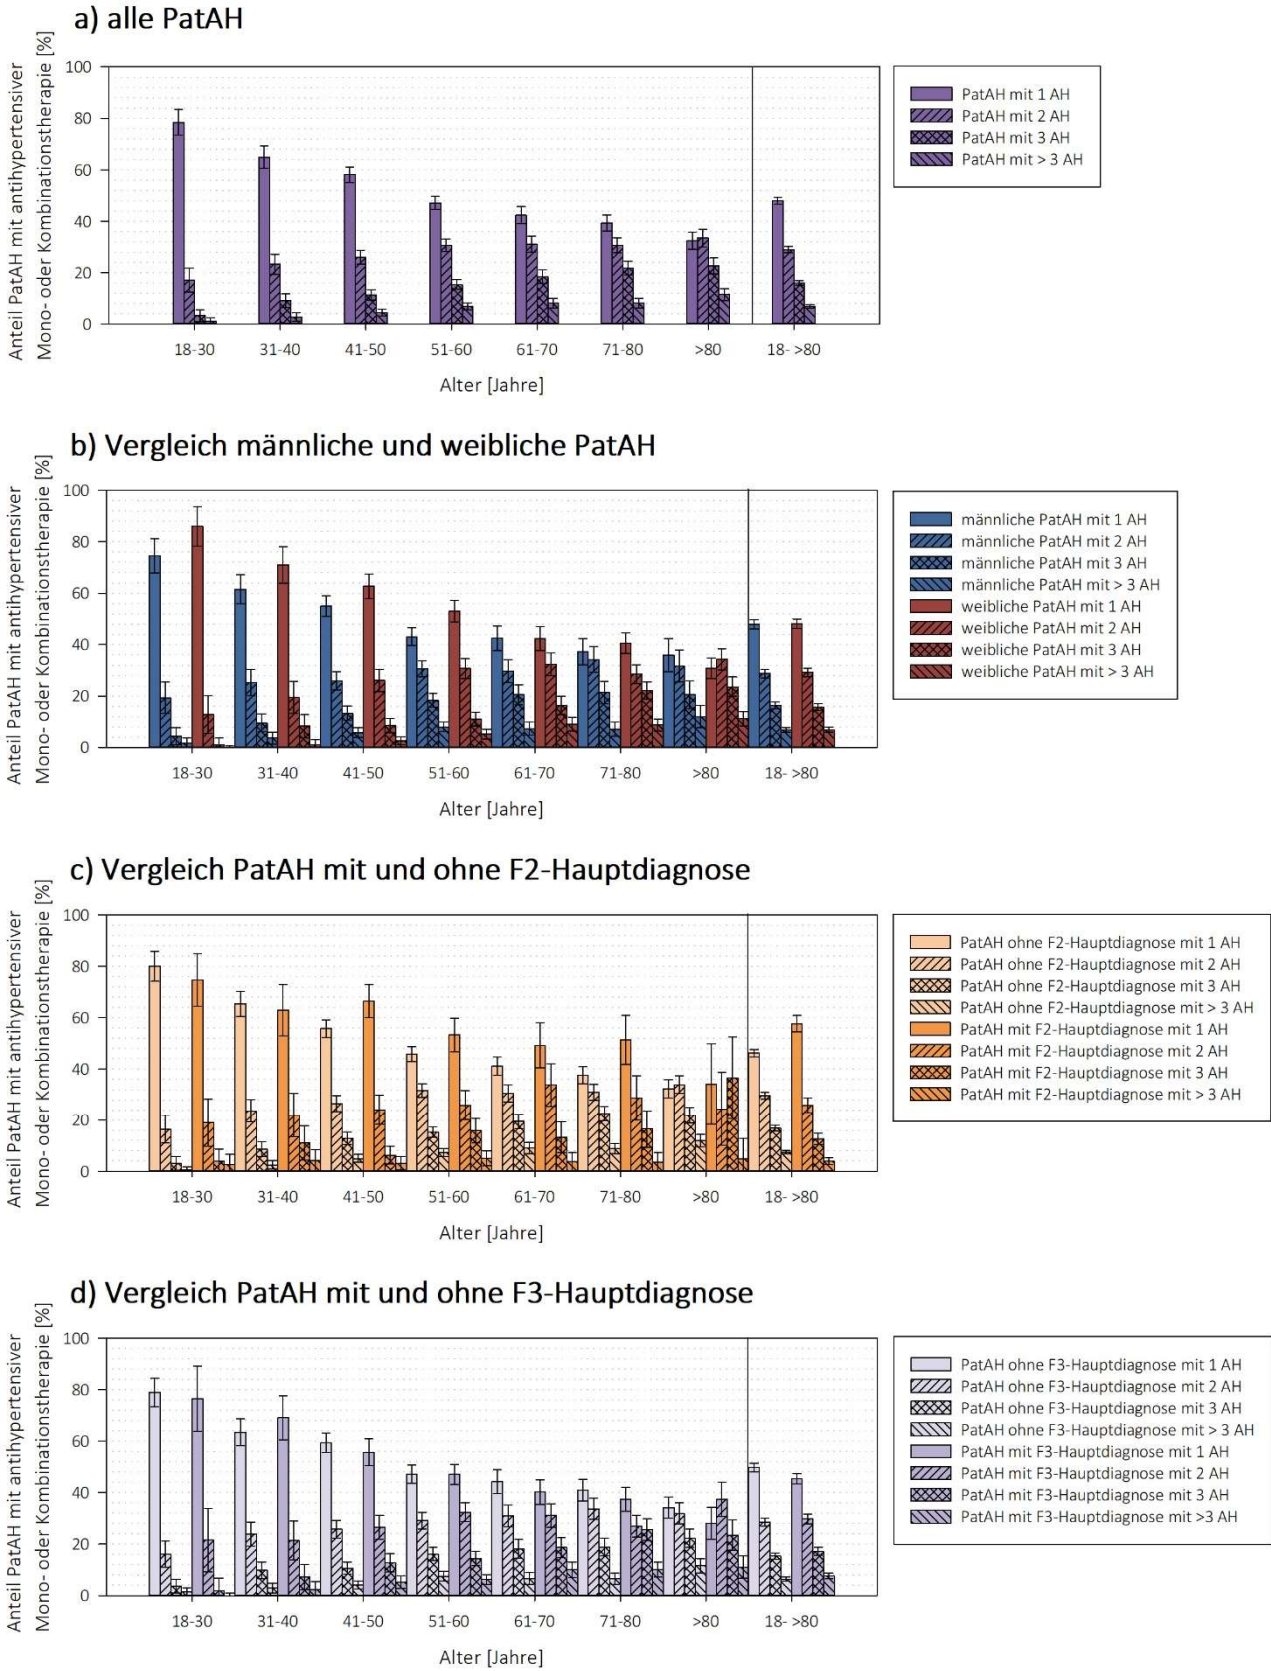 a) alle PatAH
Anteil PatAH mit antihypertensiver
Mono- oder Kombinationstherapie [%]
100
80
60
40
20
0
18-30
31-40
41-50
51-60
61-70
71-80
>80
18- >80
Alter [Jahre]
PatAH mit 1 AH
PatAH mit 2 AH
PatAH mit 3 AH
PatAH mit > 3 AH
b) Vergleich männliche und weibliche PatAH
Anteil PatAH mit antihypertensiver
Mono- oder Kombinationstherapie [%]
100
80
60
40
20
0
18-30
31-40
41-50
51-60
61-70
71-80
>80
18- >80
Alter [Jahre]
männliche PatAH mit 1 AH
männliche PatAH mit 2 AH
männliche PatAH mit 3 AH
männliche PatAH mit > 3 AH
weibliche PatAH mit 1 AH
weibliche PatAH mit 2 AH
weibliche PatAH mit 3 AH
weibliche PatAH mit > 3 AH
c) Vergleich PatAH mit und ohne F2-Hauptdiagnose
Anteil PatAH mit antihypertensiver
Mono- oder Kombinationstherapie [%]
100
80
60
40
20
0
18-30
31-40
41-50
51-60
61-70
71-80
>80
18- >80
Alter [Jahre]
PatAH ohne F2-Hauptdiagnose mit 1 AH
PatAH ohne F2-Hauptdiagnose mit 2 AH
PatAH ohne F2-Hauptdiagnose mit 3 AH
PatAH ohne F2-Hauptdiagnose mit > 3 AH
PatAH mit F2-Hauptdiagnose mit 1 AH
PatAH mit F2-Hauptdiagnose mit 2 AH
PatAH mit F2-Hauptdiagnose mit 3 AH
PatAH mit F2-Hauptdiagnose mit > 3 AH
d) Vergleich PatAH mit und ohne F3-Hauptdiagnose
Anteil PatAH mit antihypertensiver
Mono- oder Kombinationstherapie [%]
100
80
60
40
20
0
18-30
31-40
41-50
51-60
61-70
71-80
>80
18- >80
Alter [Jahre]
PatAH ohne F3-Hauptdiagnose mit 1 AH
PatAH ohne F3-Hauptdiagnose mit 2 AH
PatAH ohne F3-Hauptdiagnose mit 3 AH
PatAH ohne F3-Hauptdiagnose mit > 3 AH
PatAH mit F3-Hauptdiagnose mit 1 AH
PatAH mit F3-Hauptdiagnose mit 2 AH
PatAH mit F3-Hauptdiagnose mit 3 AH
PatAH mit F3-Hauptdiagnose mit >3 AH